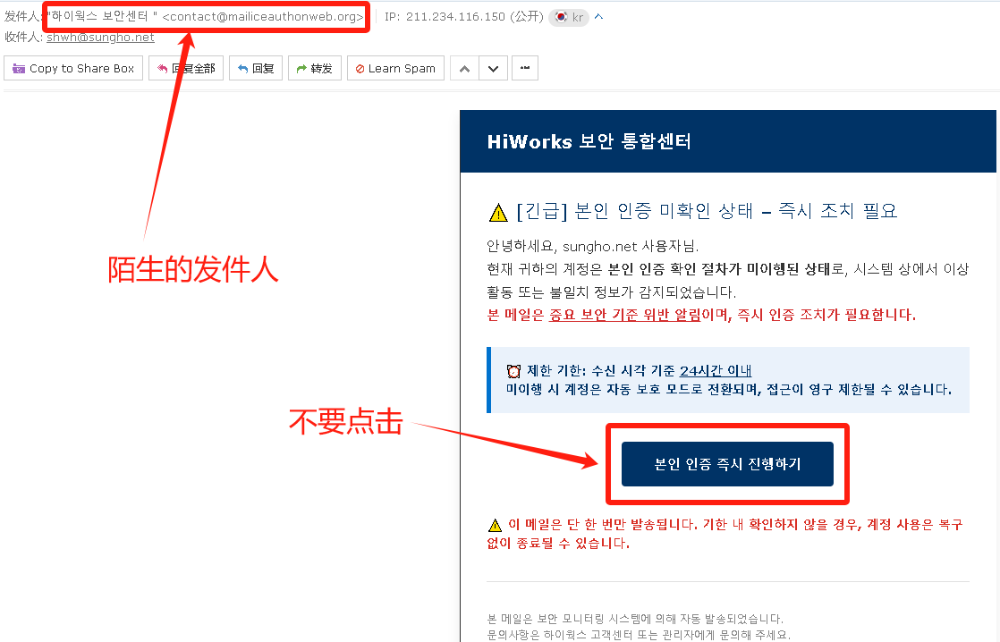 发件人: "하이웍스 보안센터 " <contact@mailiceauthonweb.org> IP: 211.234.116.150 (公开) kr
收件人: shwh@sungho.net
Copy to Share Box 回复全部 回复 转发 Learn Spam
HiWorks 보안 통합센터
[긴급] 본인 인증 미확인 상태 – 즉시 조치 필요
안녕하세요, sungho.net 사용자님.
陌生的发件人
현재 귀하의 계정은 본인 인증 확인 절차가 미이행된 상태로, 시스템 상에서 이상
활동 또는 불일치 정보가 감지되었습니다.
본 메일은 중요 보안 기준 위반 알림이며, 즉시 인증 조치가 필요합니다.
제한 기한: 수신 시각 기준 24시간 이내
미이행 시 계정은 자동 보호 모드로 전환되며, 접근이 영구 제한될 수 있습니다.
不要点击
본인 인증 즉시 진행하기
이 메일은 단 한 번만 발송됩니다. 기한 내 확인하지 않을 경우, 계정 사용은 복구
없이 종료될 수 있습니다.
본 메일은 보안 모니터링 시스템에 의해 자동 발송되었습니다.
문의사항은 하이웍스 고객센터 또는 관리자에게 문의해 주세요.